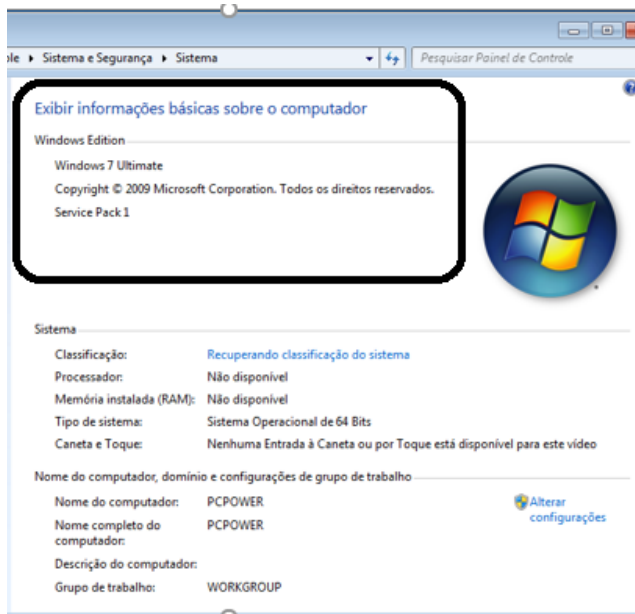 ole ▸ Sistema e Segurança ▸ Sistema Pesquisar Painel de Controle
Exibir informações básicas sobre o computador
Windows Edition
Windows 7 Ultimate
Copyright © 2009 Microsoft Corporation. Todos os direitos reservados.
Service Pack 1
Sistema
Classificação: Recuperando classificação do sistema
Processador: Não disponível
Memória instalada (RAM): Não disponível
Tipo de sistema: Sistema Operacional de 64 Bits
Caneta e Toque: Nenhuma Entrada à Caneta ou por Toque está disponível para este vídeo
Nome do computador, domínio e configurações de grupo de trabalho
Nome do computador: PCPOWER Alterar
configurações
Nome completo do PCPOWER
computador:
Descrição do computador:
Grupo de trabalho: WORKGROUP